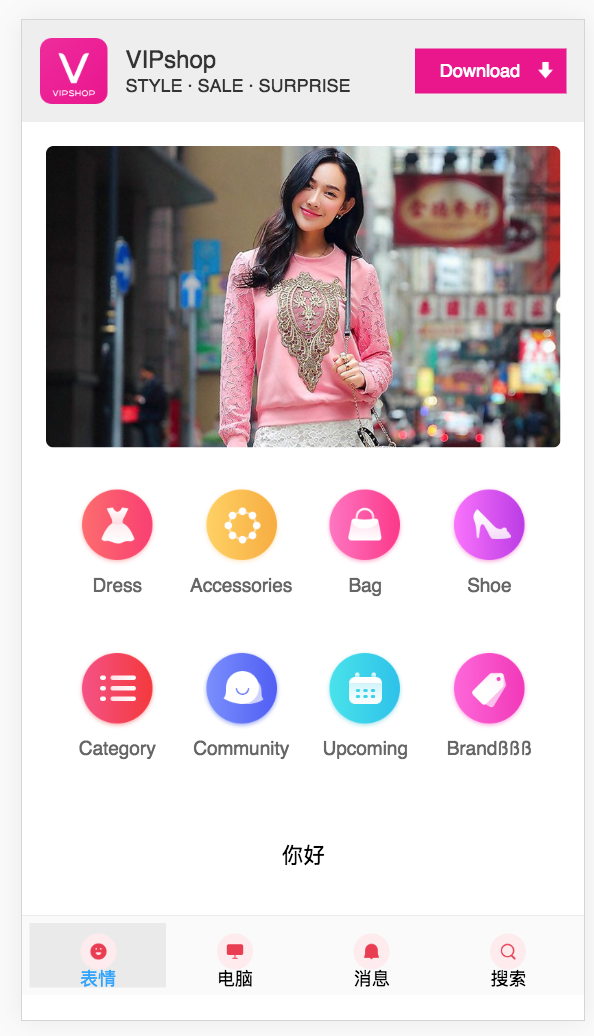 VIPshop
STYLE · SALE · SURPRISE
VIPSHOP
Download
Dress
Accessories
Bag
Shoe
Category
Community
Upcoming
Brandßßß
你好
表情
电脑
消息
搜索